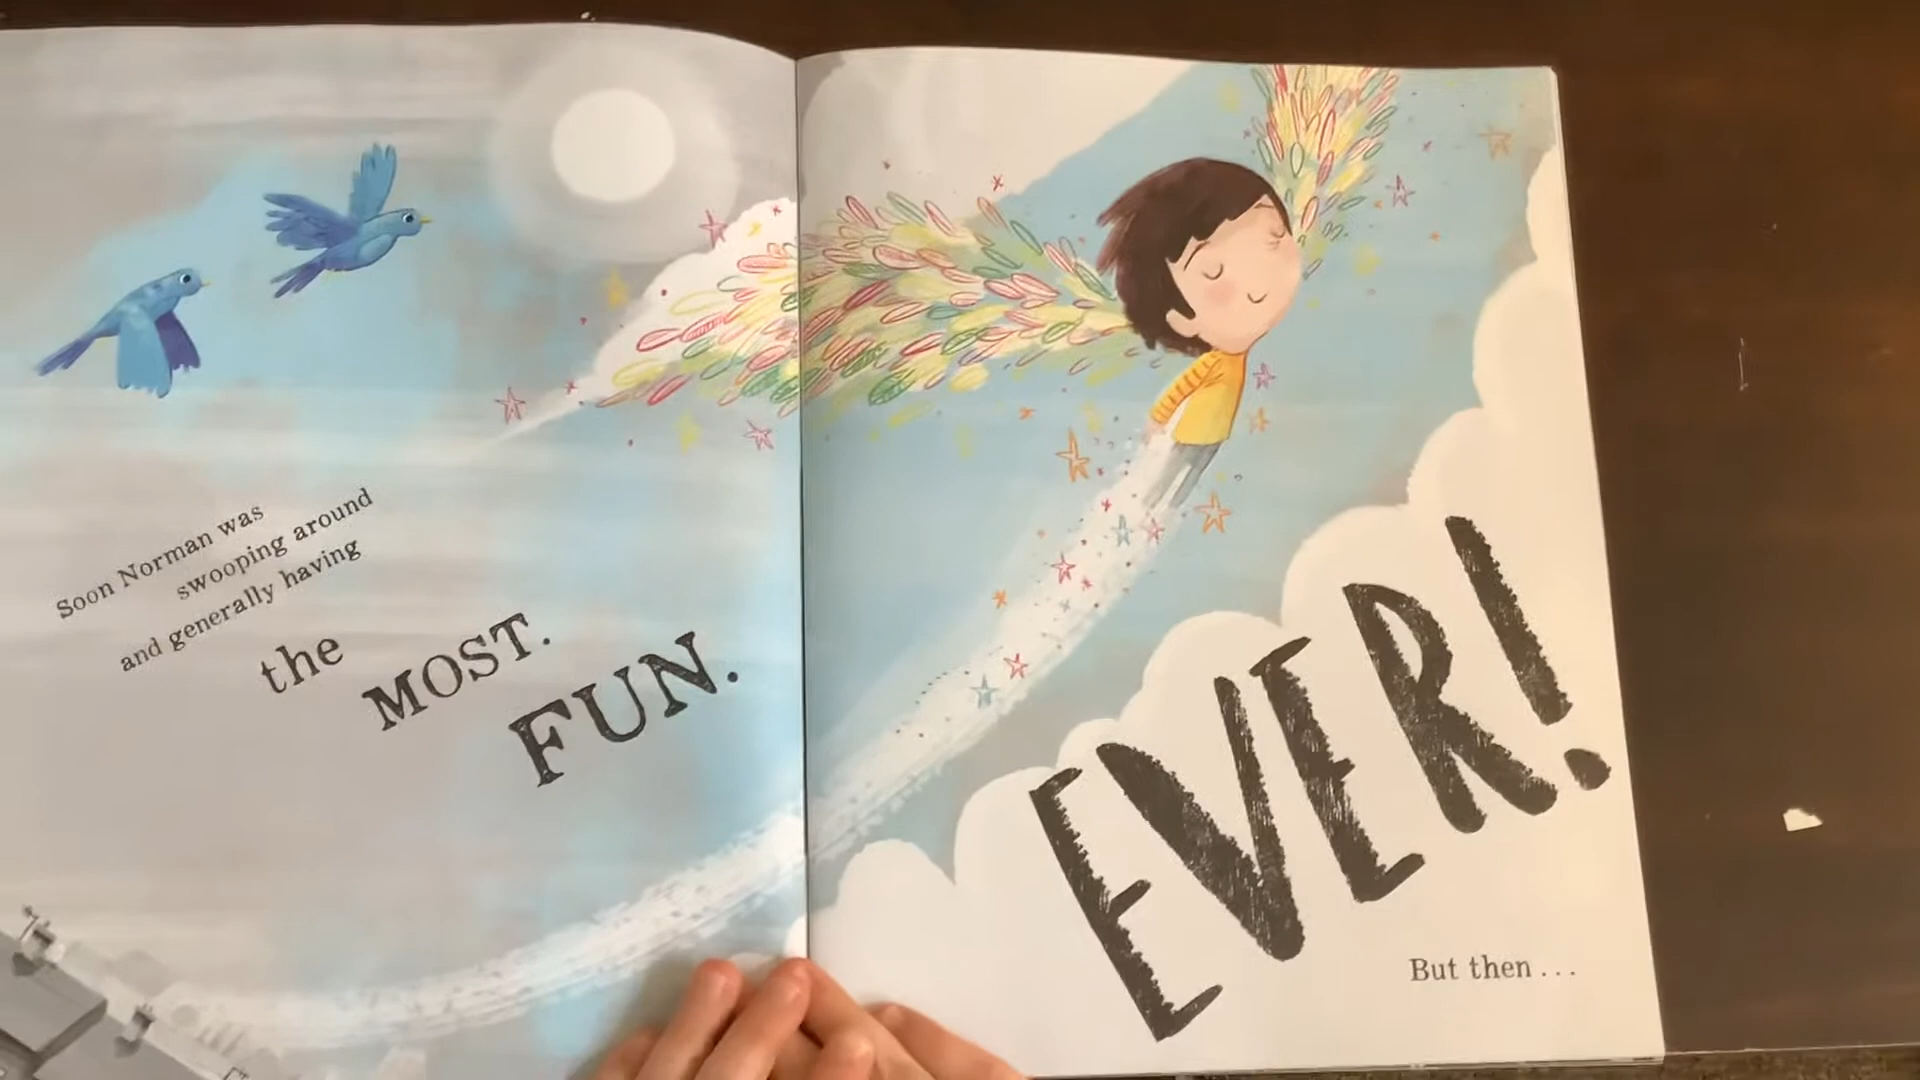 Soon Norman was
swooping around
and generally having
the
MOST.
FUN.
EVER!
But then...